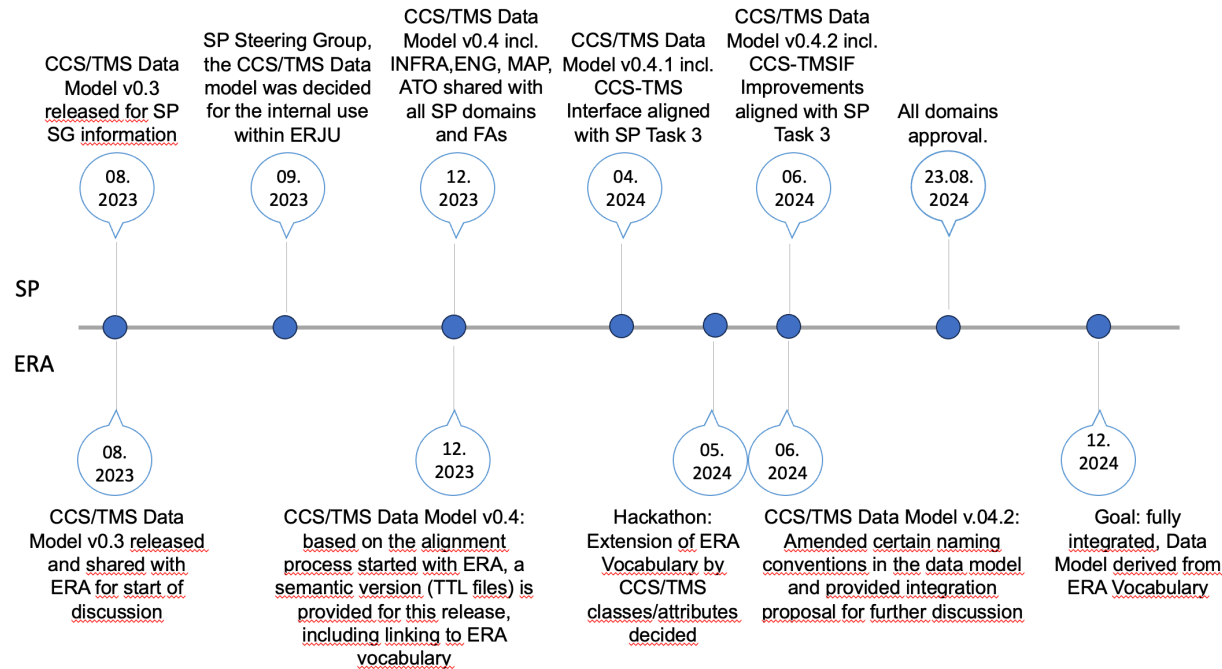 CCS/TMS Data
Model v0.3
released for SP
SG information
08.
2023
SP Steering Group,
the CCS/TMS Data
model was decided
for the internal use
within ERJU
09.
2023
CCS/TMS Data
Model v0.4 incl.
INFRA,ENG, MAP,
ATO shared with
all SP domains
and FAs
12.
2023
CCS/TMS Data
Model v0.4.1 incl.
CCS-TMS
Interface aligned
with SP Task 3
04.
2024
CCS/TMS Data
Model v0.4.2 incl.
CCS-TMSIF
Improvements
aligned with SP
Task 3
06.
2024
All domains
approval.
23.08.
2024
SP
ERA
08.
2023
CCS/TMS Data
Model v0.3 released
and shared with
ERA for start of
discussion
12.
2023
CCS/TMS Data Model v0.4:
based on the alignment
process started with ERA, a
semantic version (TTL files) is
provided for this release,
including linking to ERA
vocabulary
05.
2024
Hackathon:
Extension of ERA
Vocabulary by
CCS/TMS
classes/attributes
decided
06.
2024
CCS/TMS Data Model v.04.2:
Amended certain naming
conventions in the data model
and provided integration
proposal for further discussion
12.
2024
Goal: fully
integrated, Data
Model derived from
ERA Vocabulary